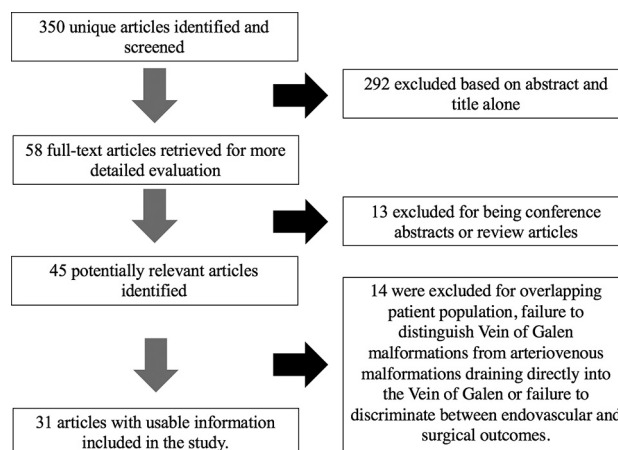 350 unique articles identified and
screened
292 excluded based on abstract and
title alone
58 full-text articles retrieved for more
detailed evaluation
13 excluded for being conference
abstracts or review articles
45 potentially relevant articles
identified
14 were excluded for overlapping
patient population, failure to
distinguish Vein of Galen
malformations from arteriovenous
malformations draining directly into
the Vein of Galen or failure to
discriminate between endovascular and
surgical outcomes.
31 articles with usable information
included in the study.